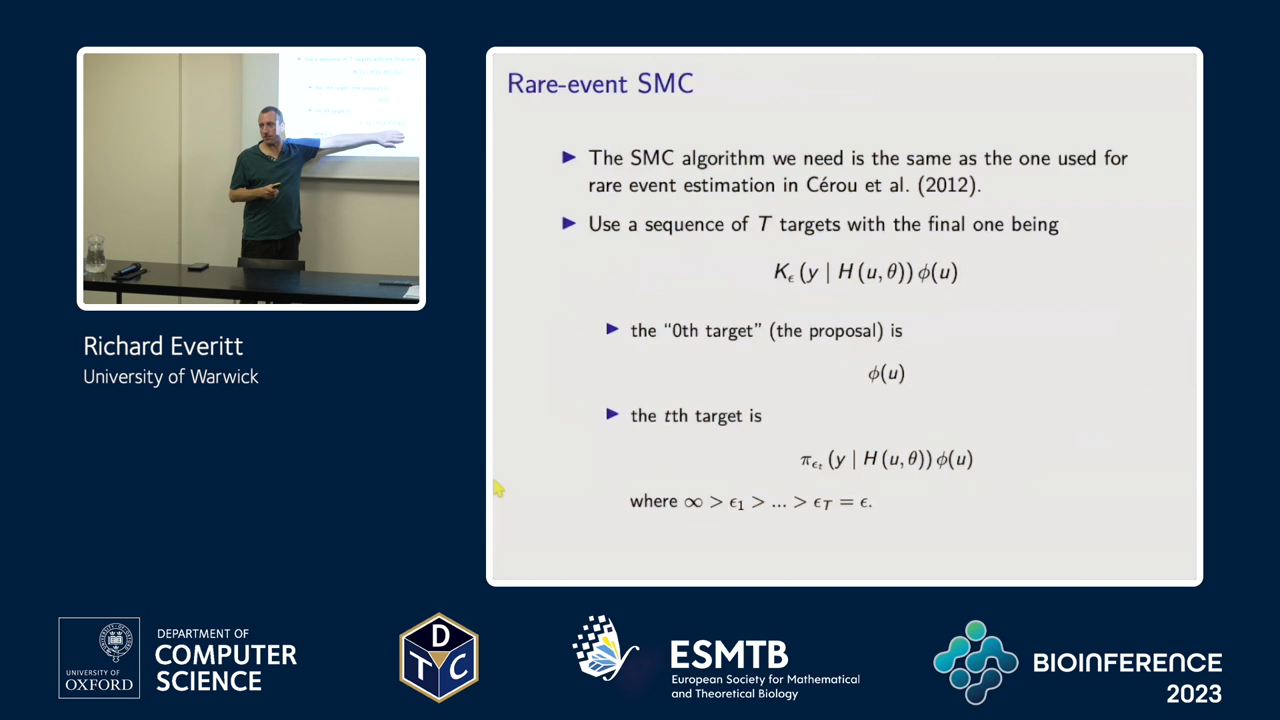 Rare-event SMC
▶ The SMC algorithm we need is the same as the one used for
rare event estimation in Cérou et al. (2012).
▶ Use a sequence of T targets with the final one being
K_ϵ (y | H (u, θ)) ϕ(u)
▶ the “0th target” (the proposal) is
ϕ(u)
▶ the tth target is
π_{ϵ_t} (y | H (u, θ)) ϕ(u)
where ∞ > ϵ_1 > ... > ϵ_T = ϵ.
Richard Everitt
University of Warwick
UNIVERSITY OF
OXFORD
DEPARTMENT OF
COMPUTER
SCIENCE
D
T C
ESMTB
European Society for Mathematical
and Theoretical Biology
BIOINFERENCE
2023